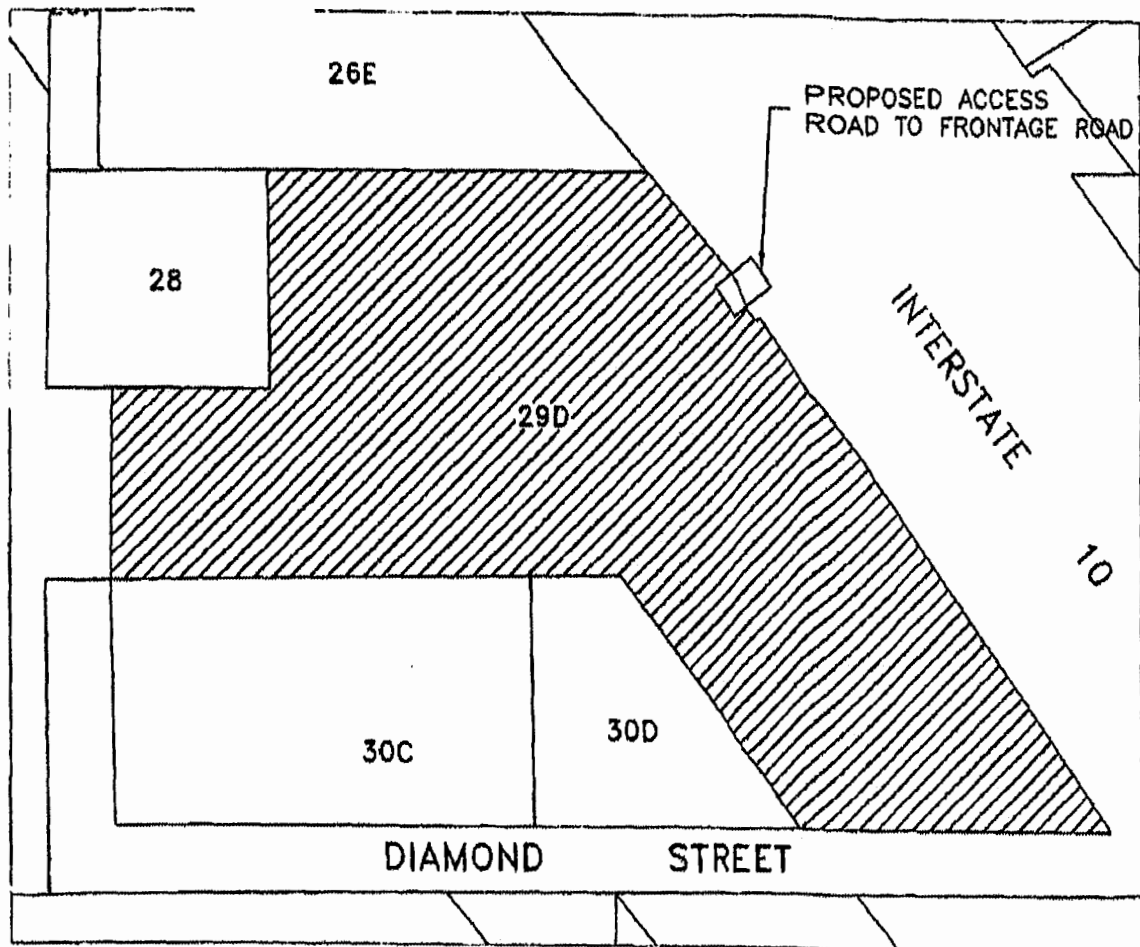 26E
PROPOSED ACCESS
ROAD TO FRONTAGE ROAD
28
INTERSTATE
10
29D
30C
30D
DIAMOND STREET